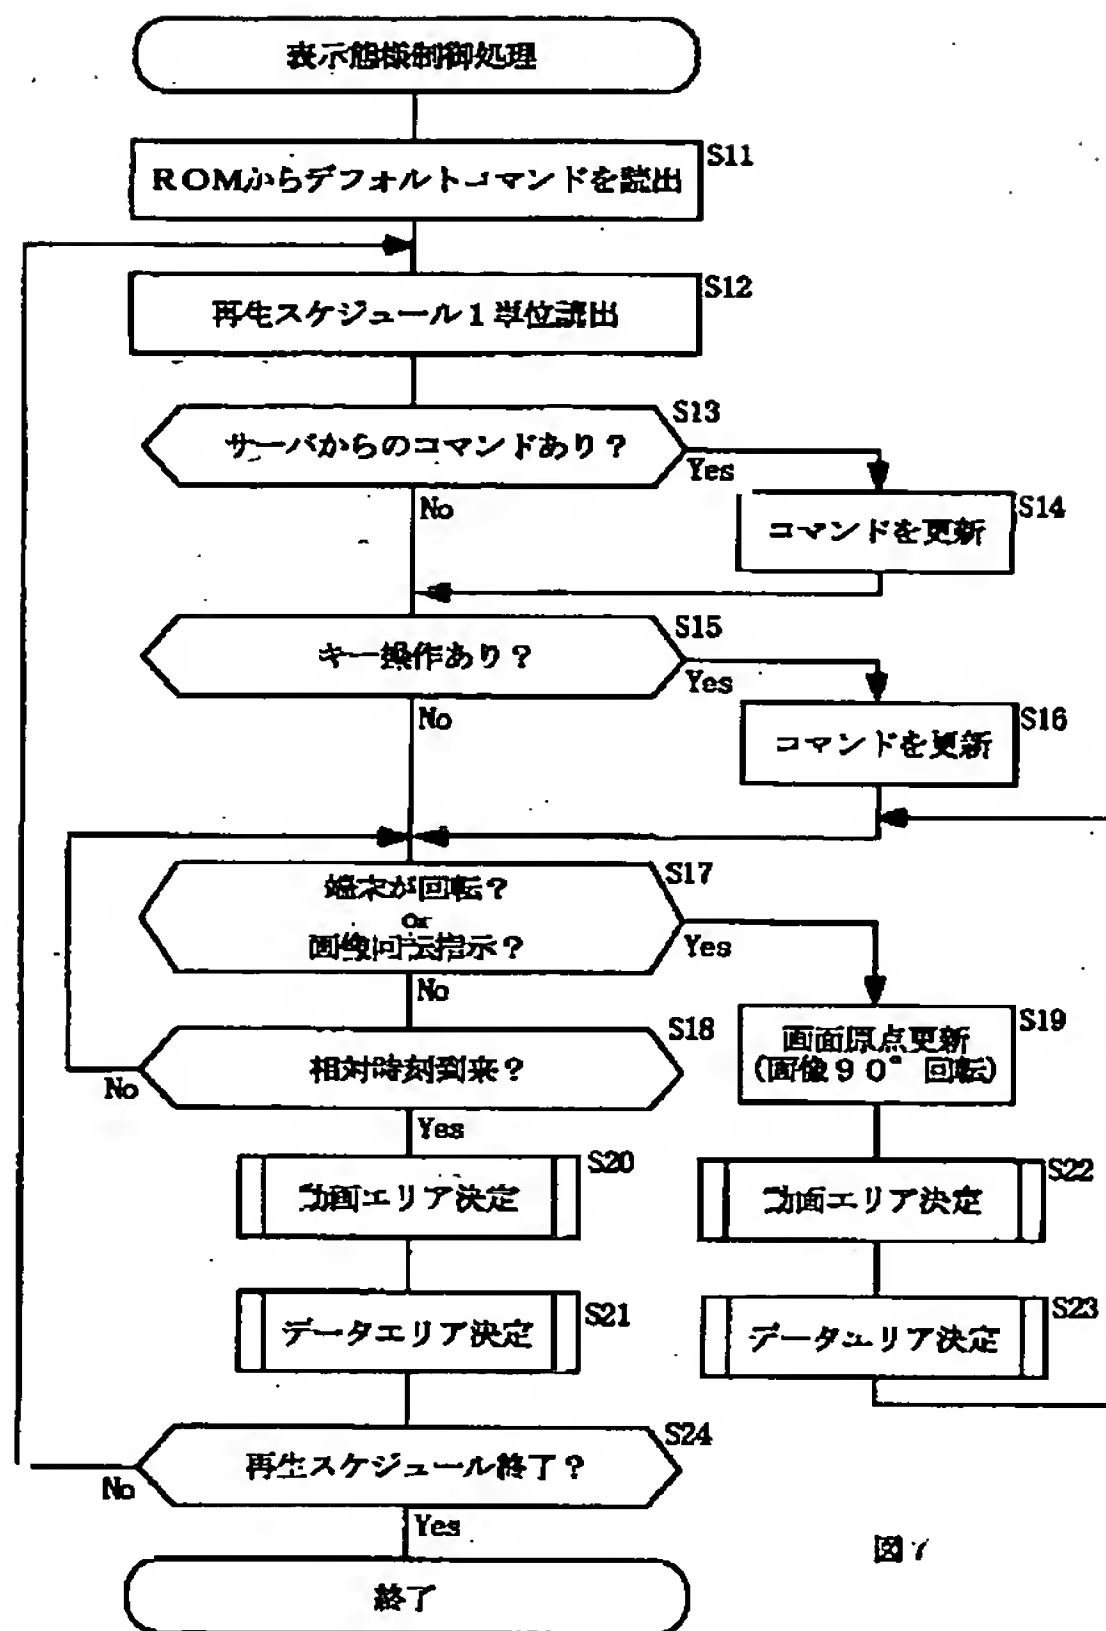 表示態様制御処理
ROMからデフォルトコマンドを読出
S11
再生スケジュール1単位読出
S12
サーバからのコマンドあり?
S13
Yes
No
コマンドを更新
S14
キー操作あり?
S15
Yes
No
コマンドを更新
S16
端末が回転?
or
画像回転指示?
S17
Yes
No
相対時刻到来?
S18
No
Yes
画面原点更新
(画像90°回転)
S19
動画エリア決定
S20
動画エリア決定
S22
データエリア決定
S21
データエリア決定
S23
再生スケジュール終了?
S24
No
Yes
終了
図7